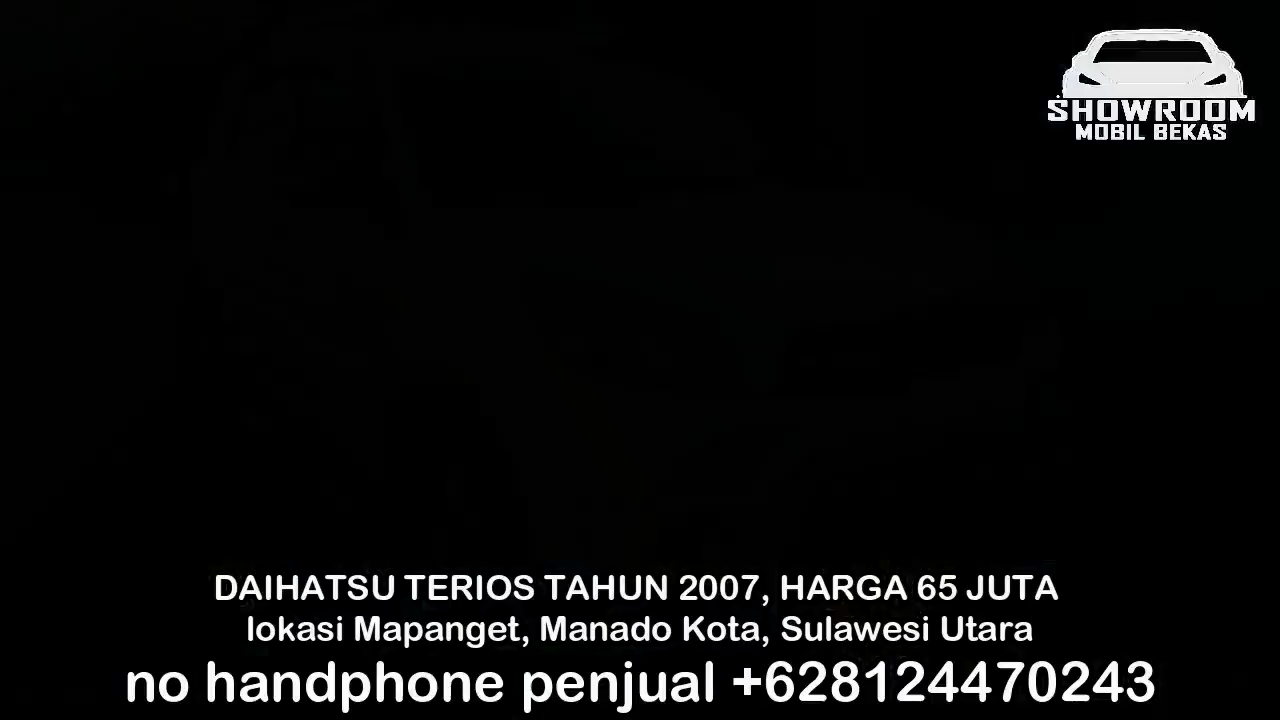 SHOWROOM
MOBIL BEKAS
DAIHATSU TERIOS TAHUN 2007, HARGA 65 JUTA
lokasi Mapanget, Manado Kota, Sulawesi Utara
no handphone penjual +628124470243